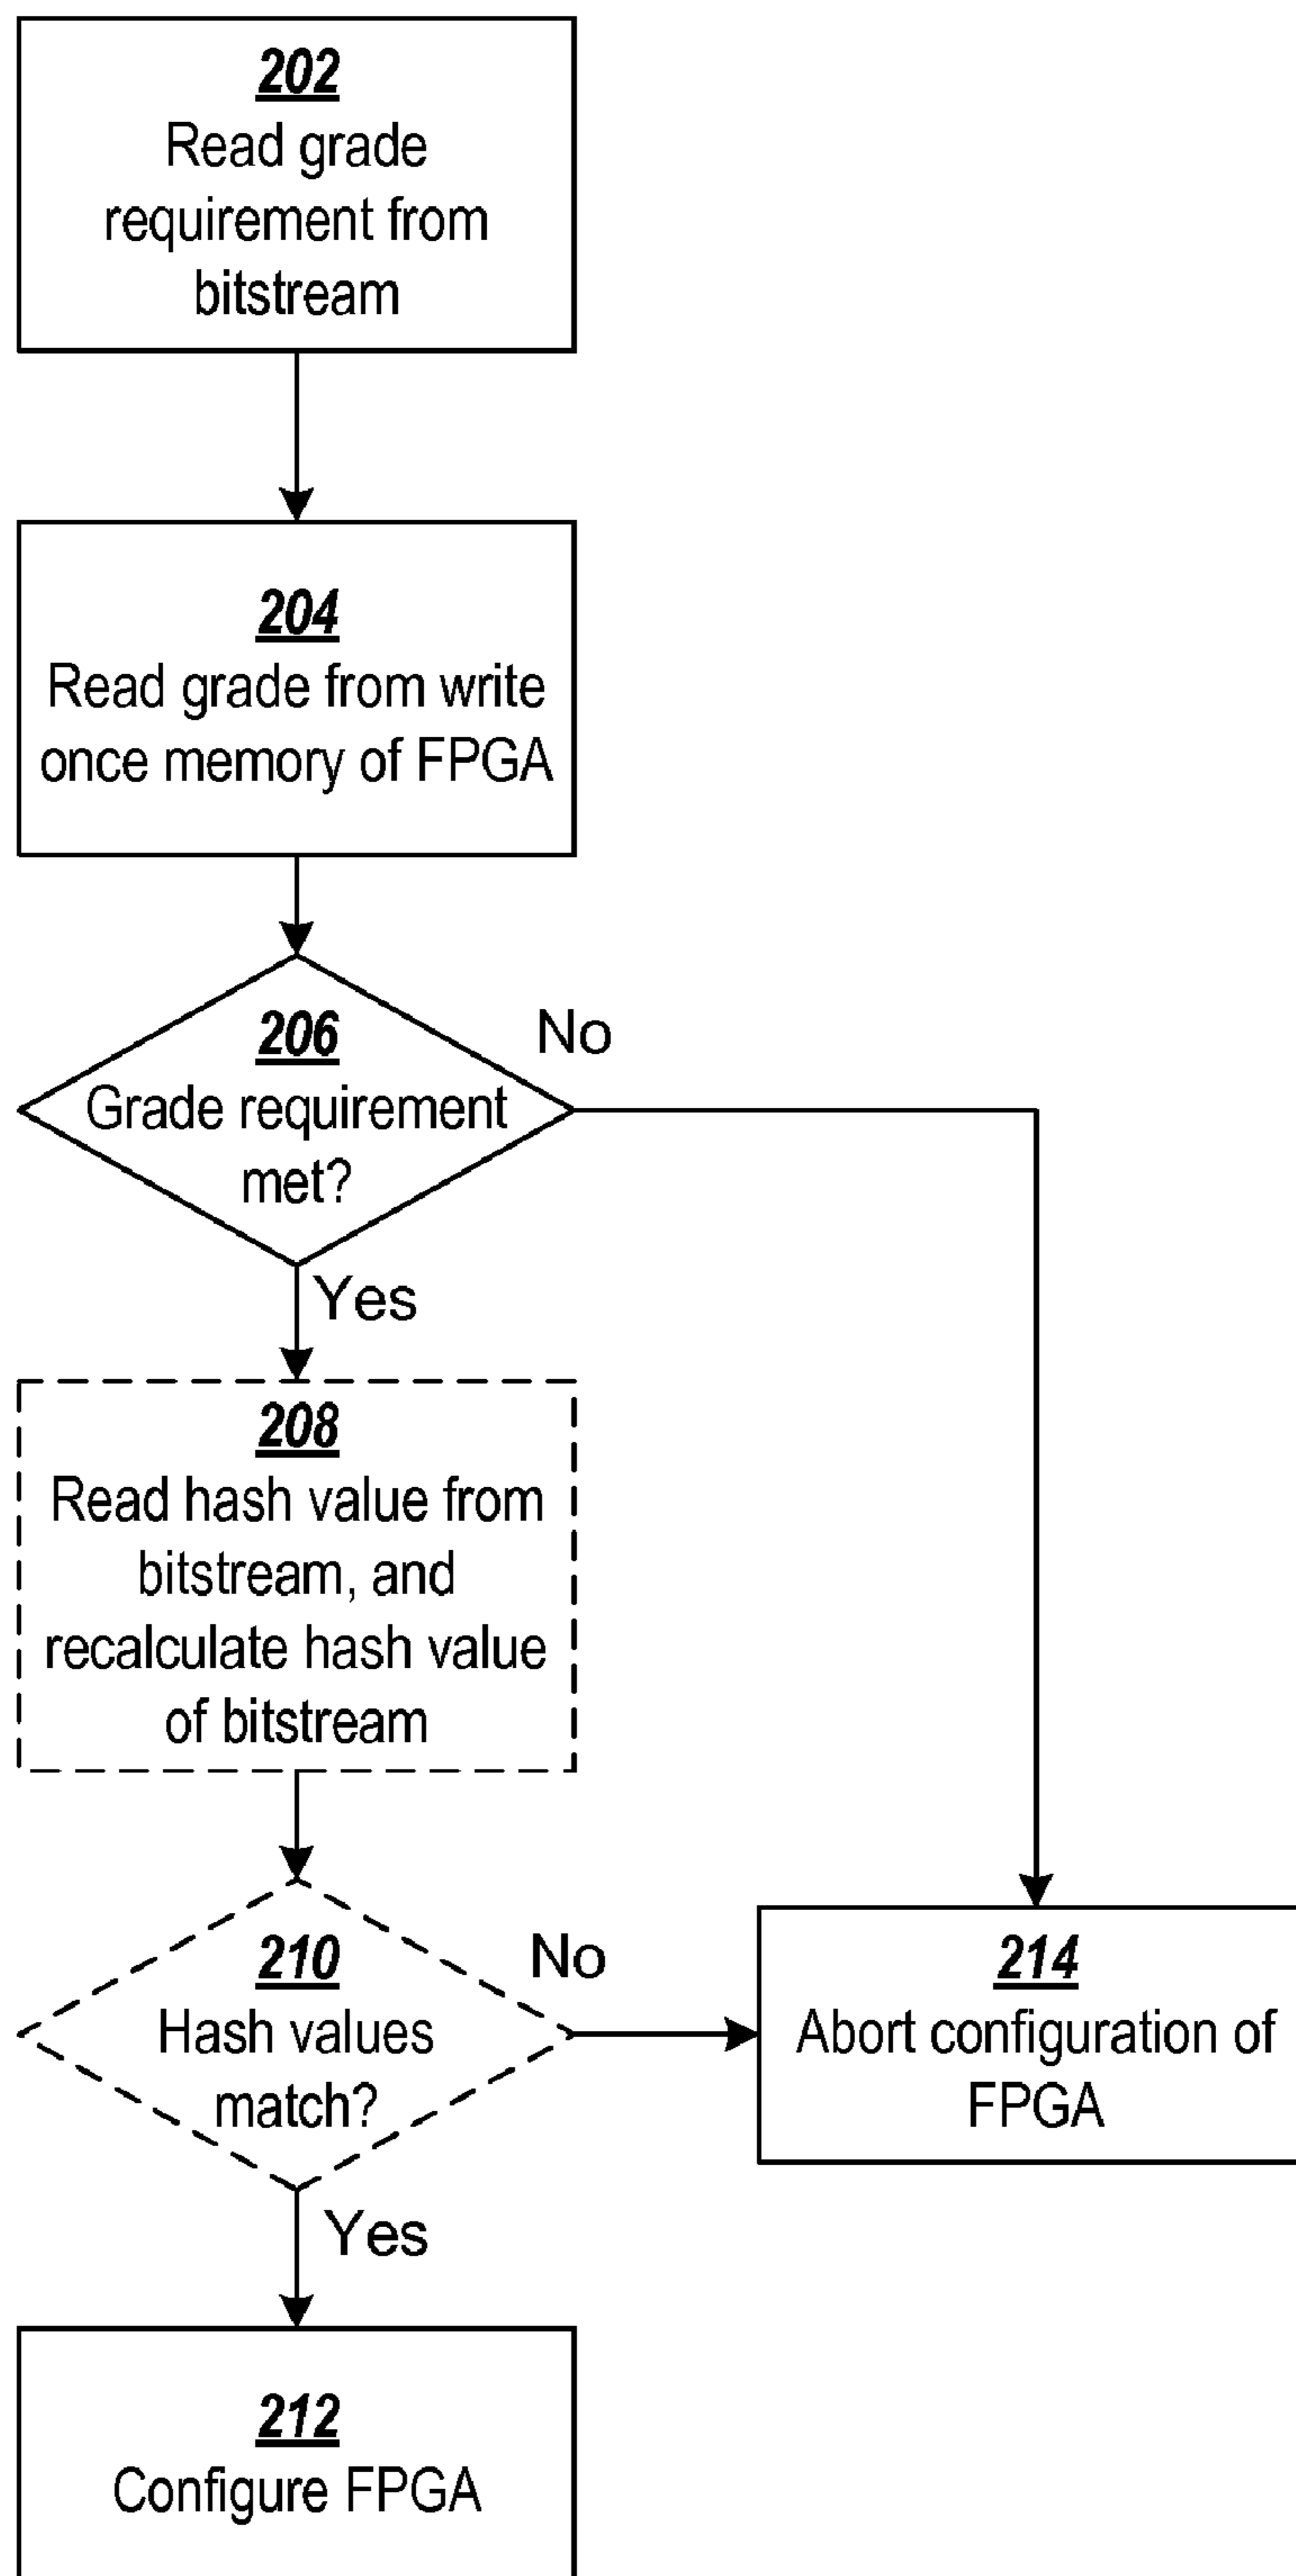 202
Read grade
requirement from
bitstream
204
Read grade from write
once memory of FPGA
206
Grade requirement
met?
No
Yes
208
Read hash value from
bitstream, and
recalculate hash value
of bitstream
210
Hash values
match?
No
214
Abort configuration of
FPGA
Yes
212
Configure FPGA